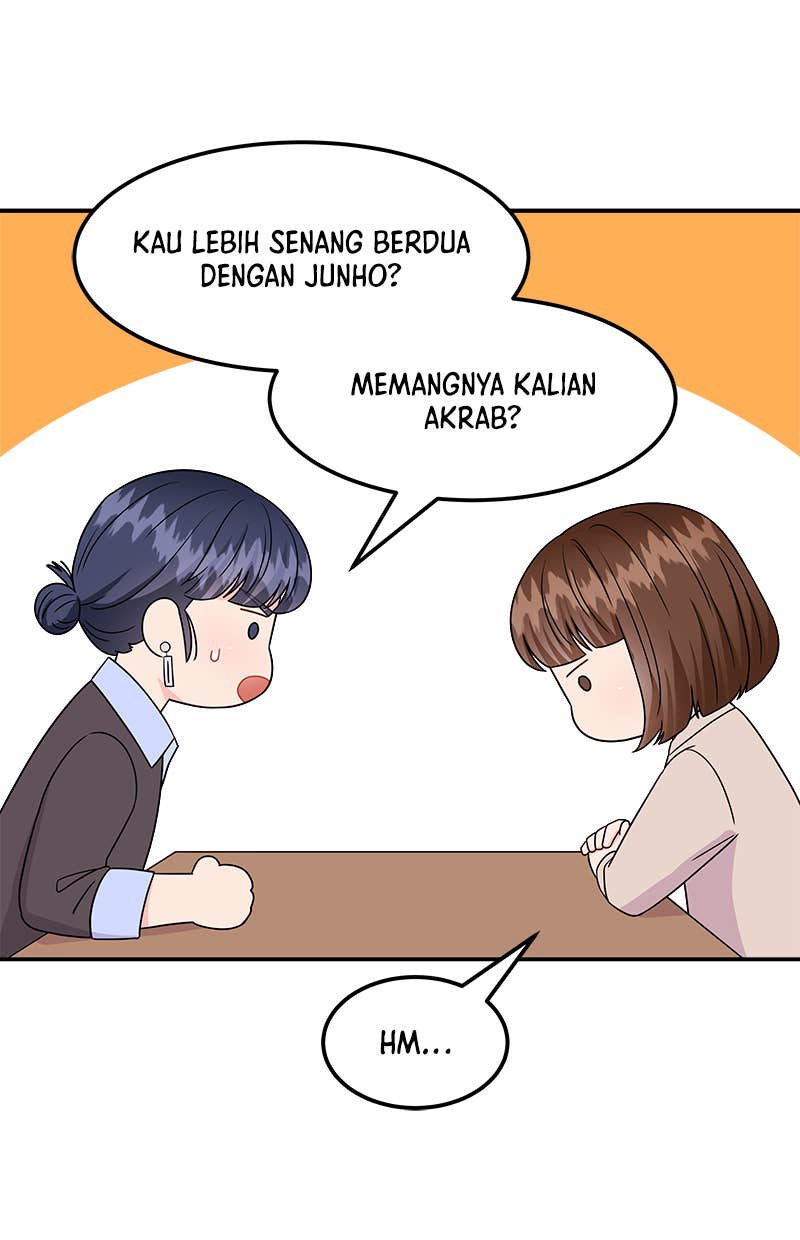 KAU LEBIH SENANG BERDUA
DENGAN JUNHO?
MEMANGNYA KALIAN
AKRAB?
HM...